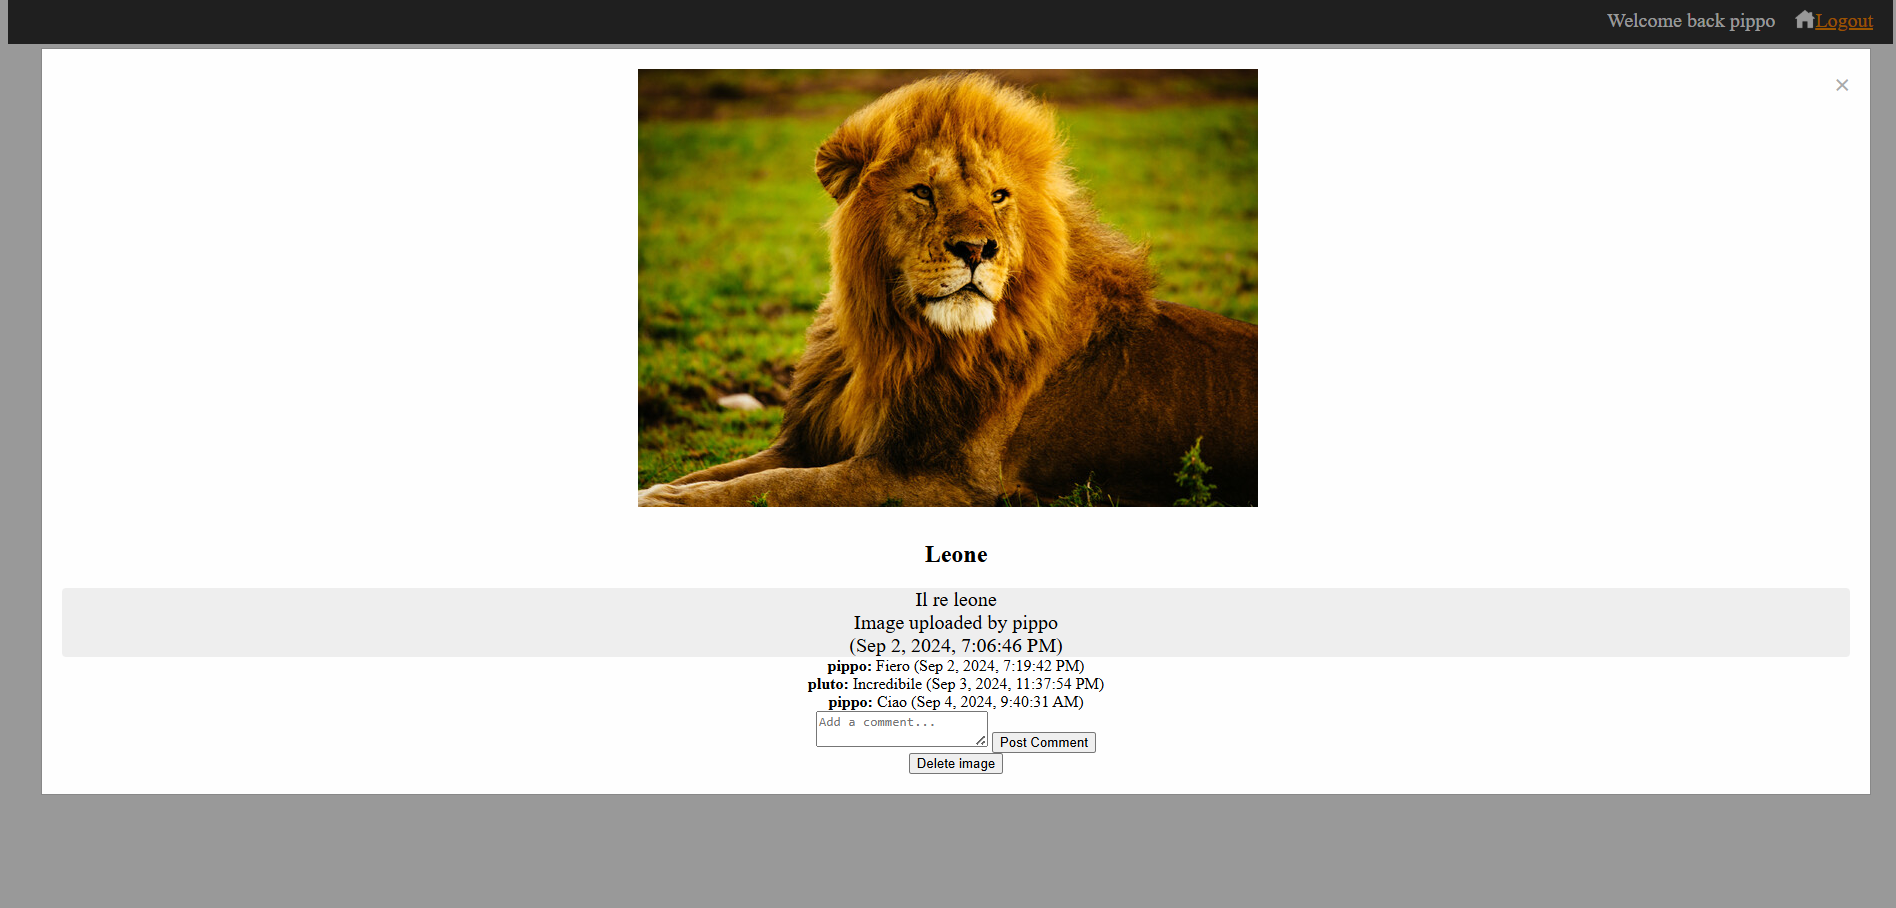 Welcome back pippo Logout
×
Leone
Il re leone
Image uploaded by pippo
(Sep 2, 2024, 7:06:46 PM)
pippo: Fiero (Sep 2, 2024, 7:19:42 PM)
pluto: Incredibile (Sep 3, 2024, 11:37:54 PM)
pippo: Ciao (Sep 4, 2024, 9:40:31 AM)
Add a comment... Post Comment
Delete image